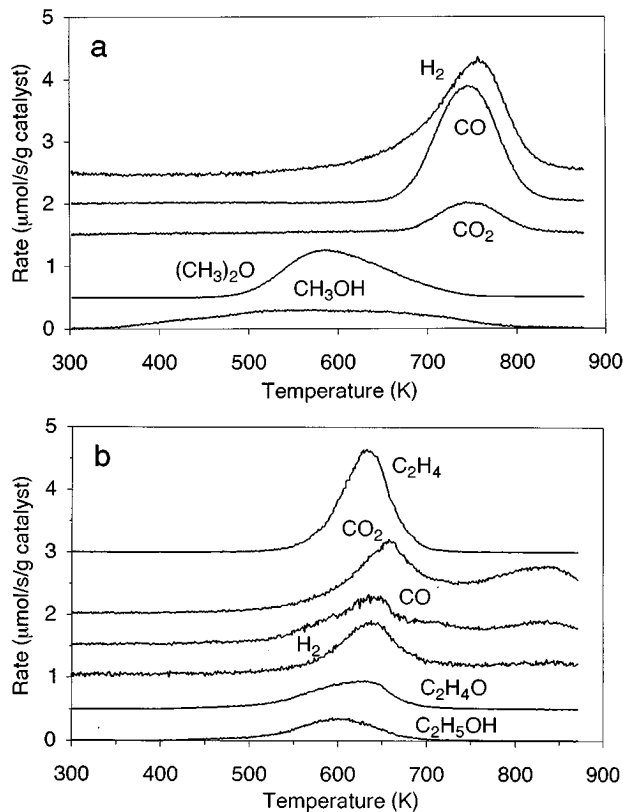 a
Rate (μmol/s/g catalyst)
5
4
3
2
1
0
H₂
CO
CO₂
(CH₃)₂O
CH₃OH
300 400 500 600 700 800 900
Temperature (K)
b
Rate (μmol/s/g catalyst)
5
4
3
2
1
0
C₂H₄
CO₂
CO
H₂
C₂H₄O
C₂H₅OH
300 400 500 600 700 800 900
Temperature (K)